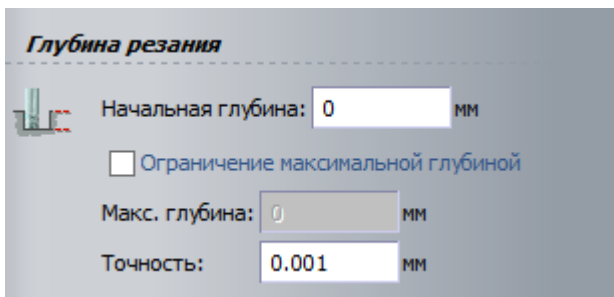 Глубина резания
Начальная глубина: 0 мм
Ограничение максимальной глубиной
Макс. глубина: 0 мм
Точность: 0.001 мм